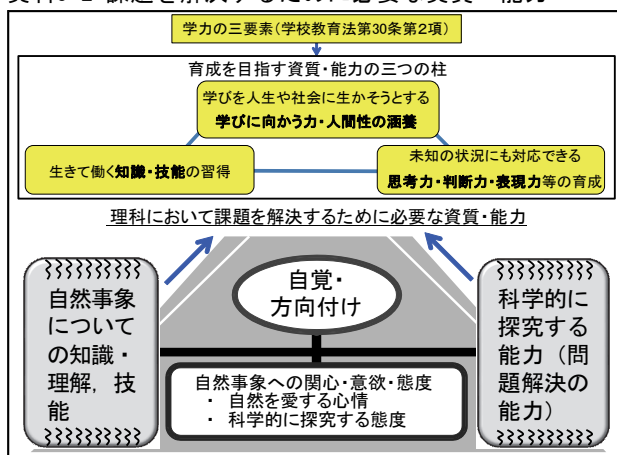 学力の三要素(学校教育法第30条第2項)
育成を目指す資質・能力の三つの柱
学びを人生や社会に生かそうとする
学びに向かう力・人間性の涵養
生きて働く知識・技能の習得
未知の状況にも対応できる
思考力・判断力・表現力等の育成
理科において課題を解決するために必要な資質・能力
自然事象
について
の知識・
理解，技
能
自覚・
方向付け
自然事象への関心・意欲・態度
・ 自然を愛する心情
・ 科学的に探究する態度
科学的に
探究する
能力（問
題解決の
能力）